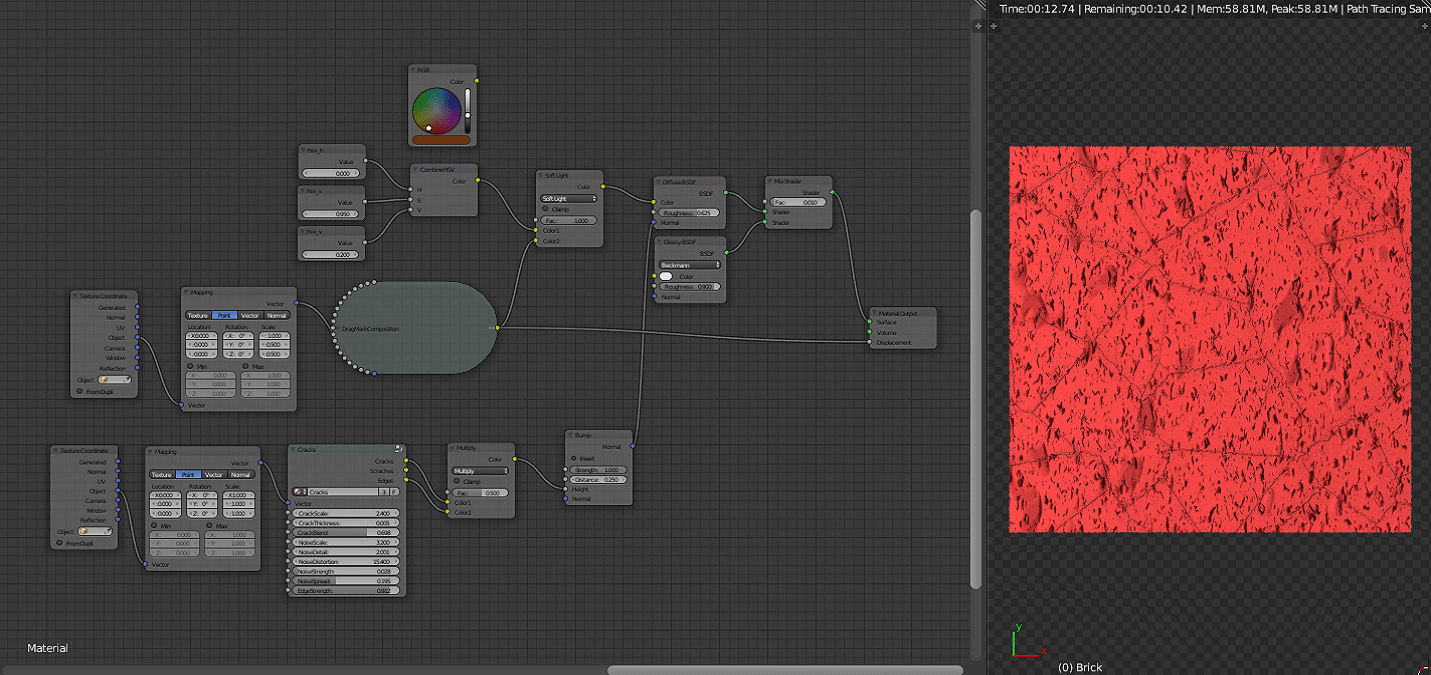 Time:00:12.74 | Remaining:00:10.42 | Mem:58.81M, Peak:58.81M | Path Tracing Sam
RGB
Color
hsv_h
Value
0.000
hsv_s
Value
0.950
hsv_v
Value
0.200
Combine HSV
Color
H
S
V
Soft Light
Color
Soft Light
Clamp
Fac: 1.000
Color1
Color2
Diffuse BSDF
BSDF
Color
Roughness: 0.625
Normal
Glossy BSDF
BSDF
Beckmann
Color
Roughness: 0.900
Normal
Mix Shader
Shader
Fac: 0.010
Shader
Shader
Material Output
Surface
Volume
Displacement
Texture Coordinate
Generated
Normal
UV
Object
Camera
Window
Reflection
Object:
From Dupli
Mapping
Vector
Texture Point Vector Normal
Location: Rotation: Scale:
X:0.000 X: 0° 1.000
0.000 Y: 0° 0.500
0.000 Z: 0° 0.500
Min Max
X: 0.000 X: 1.000
Y: 0.000 Y: 1.000
Z: 0.000 Z: 1.000
Vector
DragMarkComposition
Texture Coordinate
Generated
Normal
UV
Object
Camera
Window
Reflection
Object:
From Dupli
Mapping
Vector
Texture Point Vector Normal
Location: Rotation: Scale:
X:0.000 X: 0° X:1.000
0.000 Y: 0° 1.000
0.000 Z: 0° 1.000
Min Max
X: 0.000 X: 1.000
Y: 0.000 Y: 1.000
Z: 0.000 Z: 1.000
Vector
Cracks
Cracks
Scraches
Edges
Cracks 3 F
Vector
CrackScale: 2.400
CrackThickness: 0.005
CrackBlend: 0.698
NoiseScale: 3.200
NoiseDetail: 2.001
NoiseDistortion: 15.400
NoiseStrength: 0.028
NoiseSpread: 0.195
EdgeStrength: 0.912
Multiply
Color
Multiply
Clamp
Fac: 0.500
Color1
Color2
Bump
Normal
Invert
Strength: 1.000
Distance: 0.250
Height
Normal
Material
y
x
(0) Brick